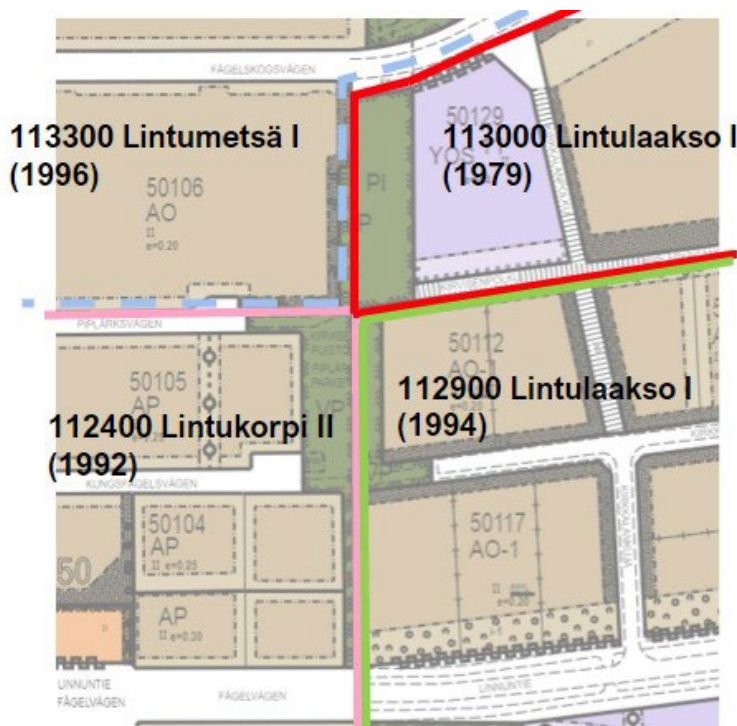 FÅGELSKOGSVÄGEN
P
113300 Lintumetsä I
(1996)
50129
113000 Lintulaakso I
(1979)
YOS
50106
AO
II
e=0.20
PI
P
PIPLÄRKSVÄGEN
50112
AO-1
50105
AP
VP
112900 Lintulaakso I
(1994)
112400 Lintukorpi II
(1992)
KUNGSFÅGELSVÄGEN
50104
AP
II e=0.25
50117
AO-1
II
e=0.20
50
AP
II e=0.20
P
LINNUNTIE
FÅGELVÄGEN
FÅGELVÄGEN
LINNUNTIE